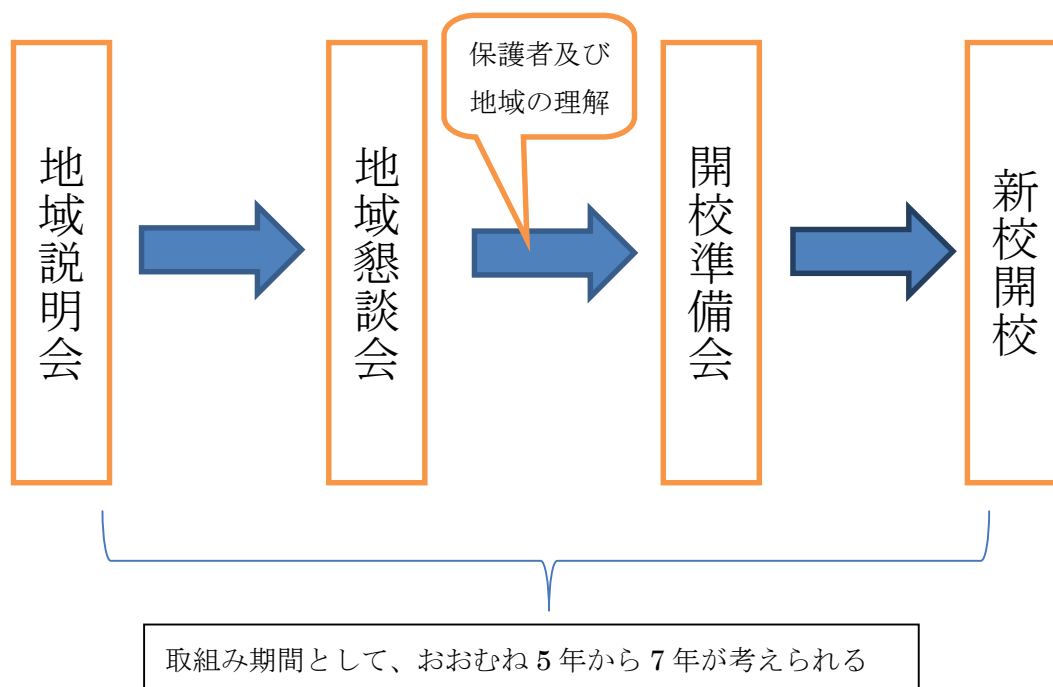 保護者及び
地域の理解
地域説明会
地域懇談会
開校準備会
新校開校
取組み期間として、おおむね5年から7年が考えられる